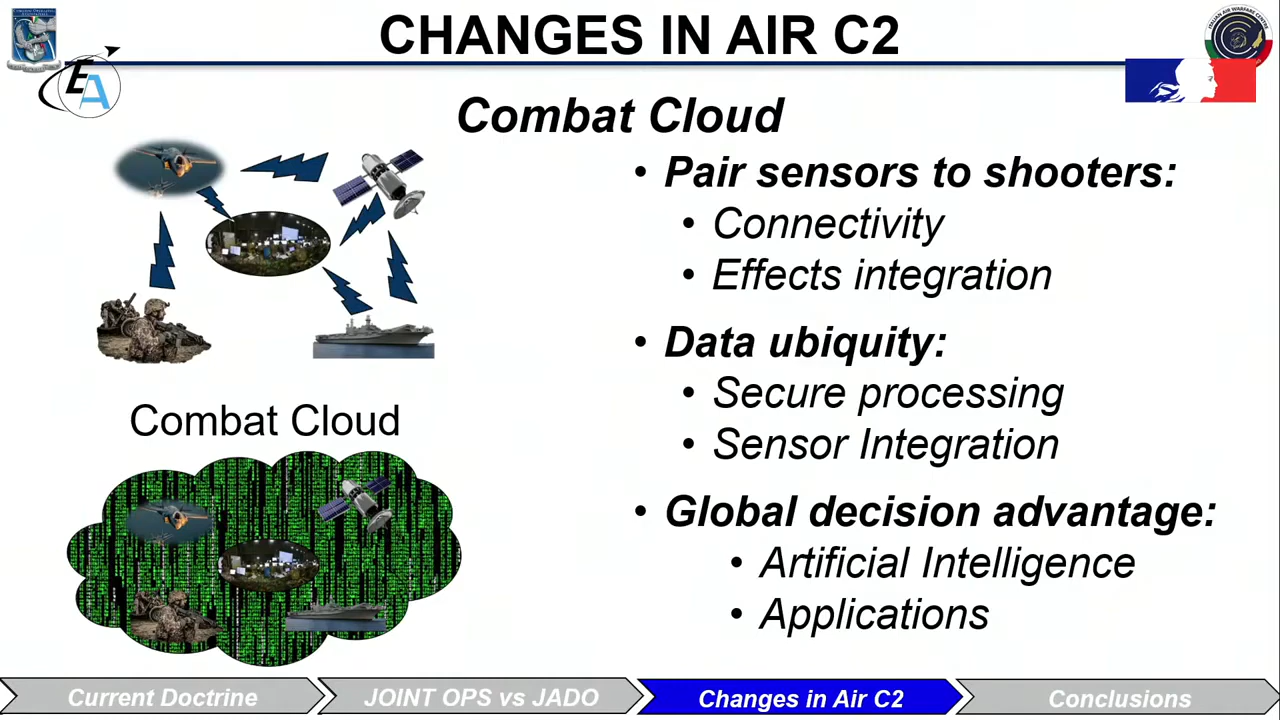 CHANGES IN AIR C2
EA
Combat Cloud
• Pair sensors to shooters:
• Connectivity
• Effects integration
• Data ubiquity:
• Secure processing
• Sensor Integration
• Global decision advantage:
• Artificial Intelligence
• Applications
Combat Cloud
Current Doctrine
JOINT OPS vs JADO
Changes in Air C2
Conclusions